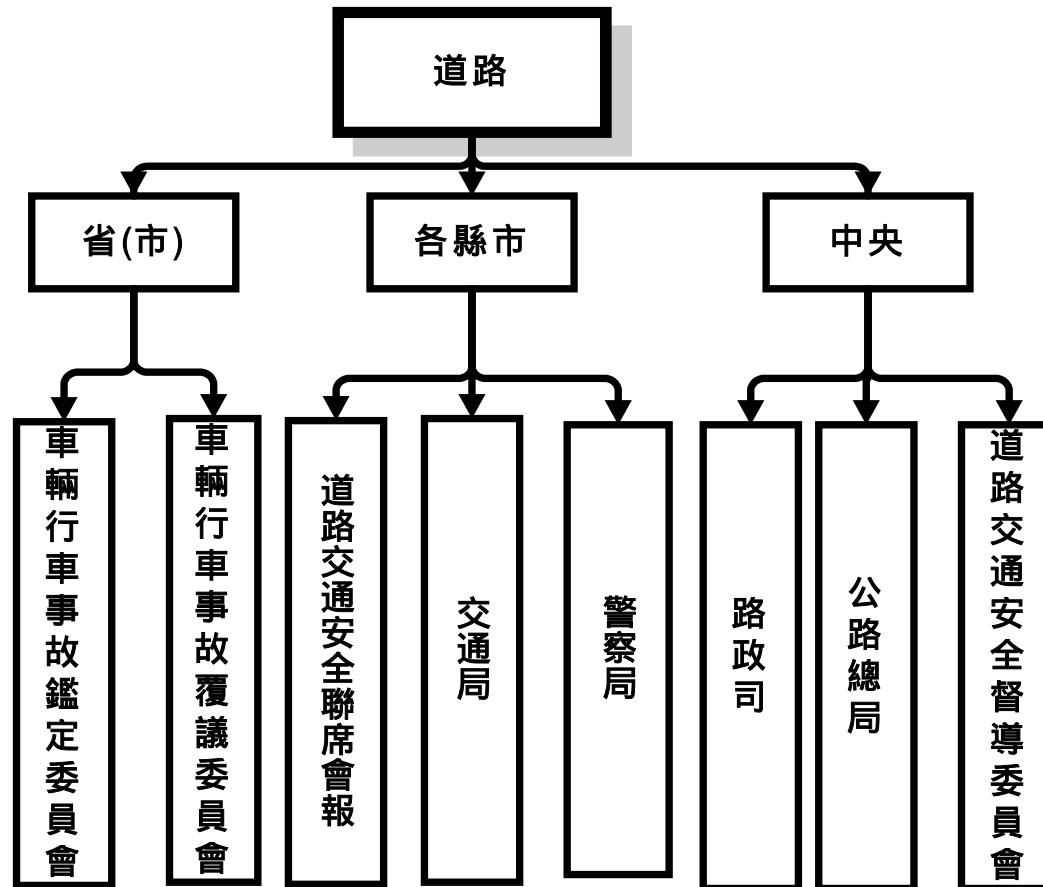 道路
省(市)
各縣市
中央
車輛行車事故鑑定委員會
車輛行車事故覆議委員會
道路交通安全聯席會報
交通局
警察局
路政司
公路總局
道路交通安全督導委員會